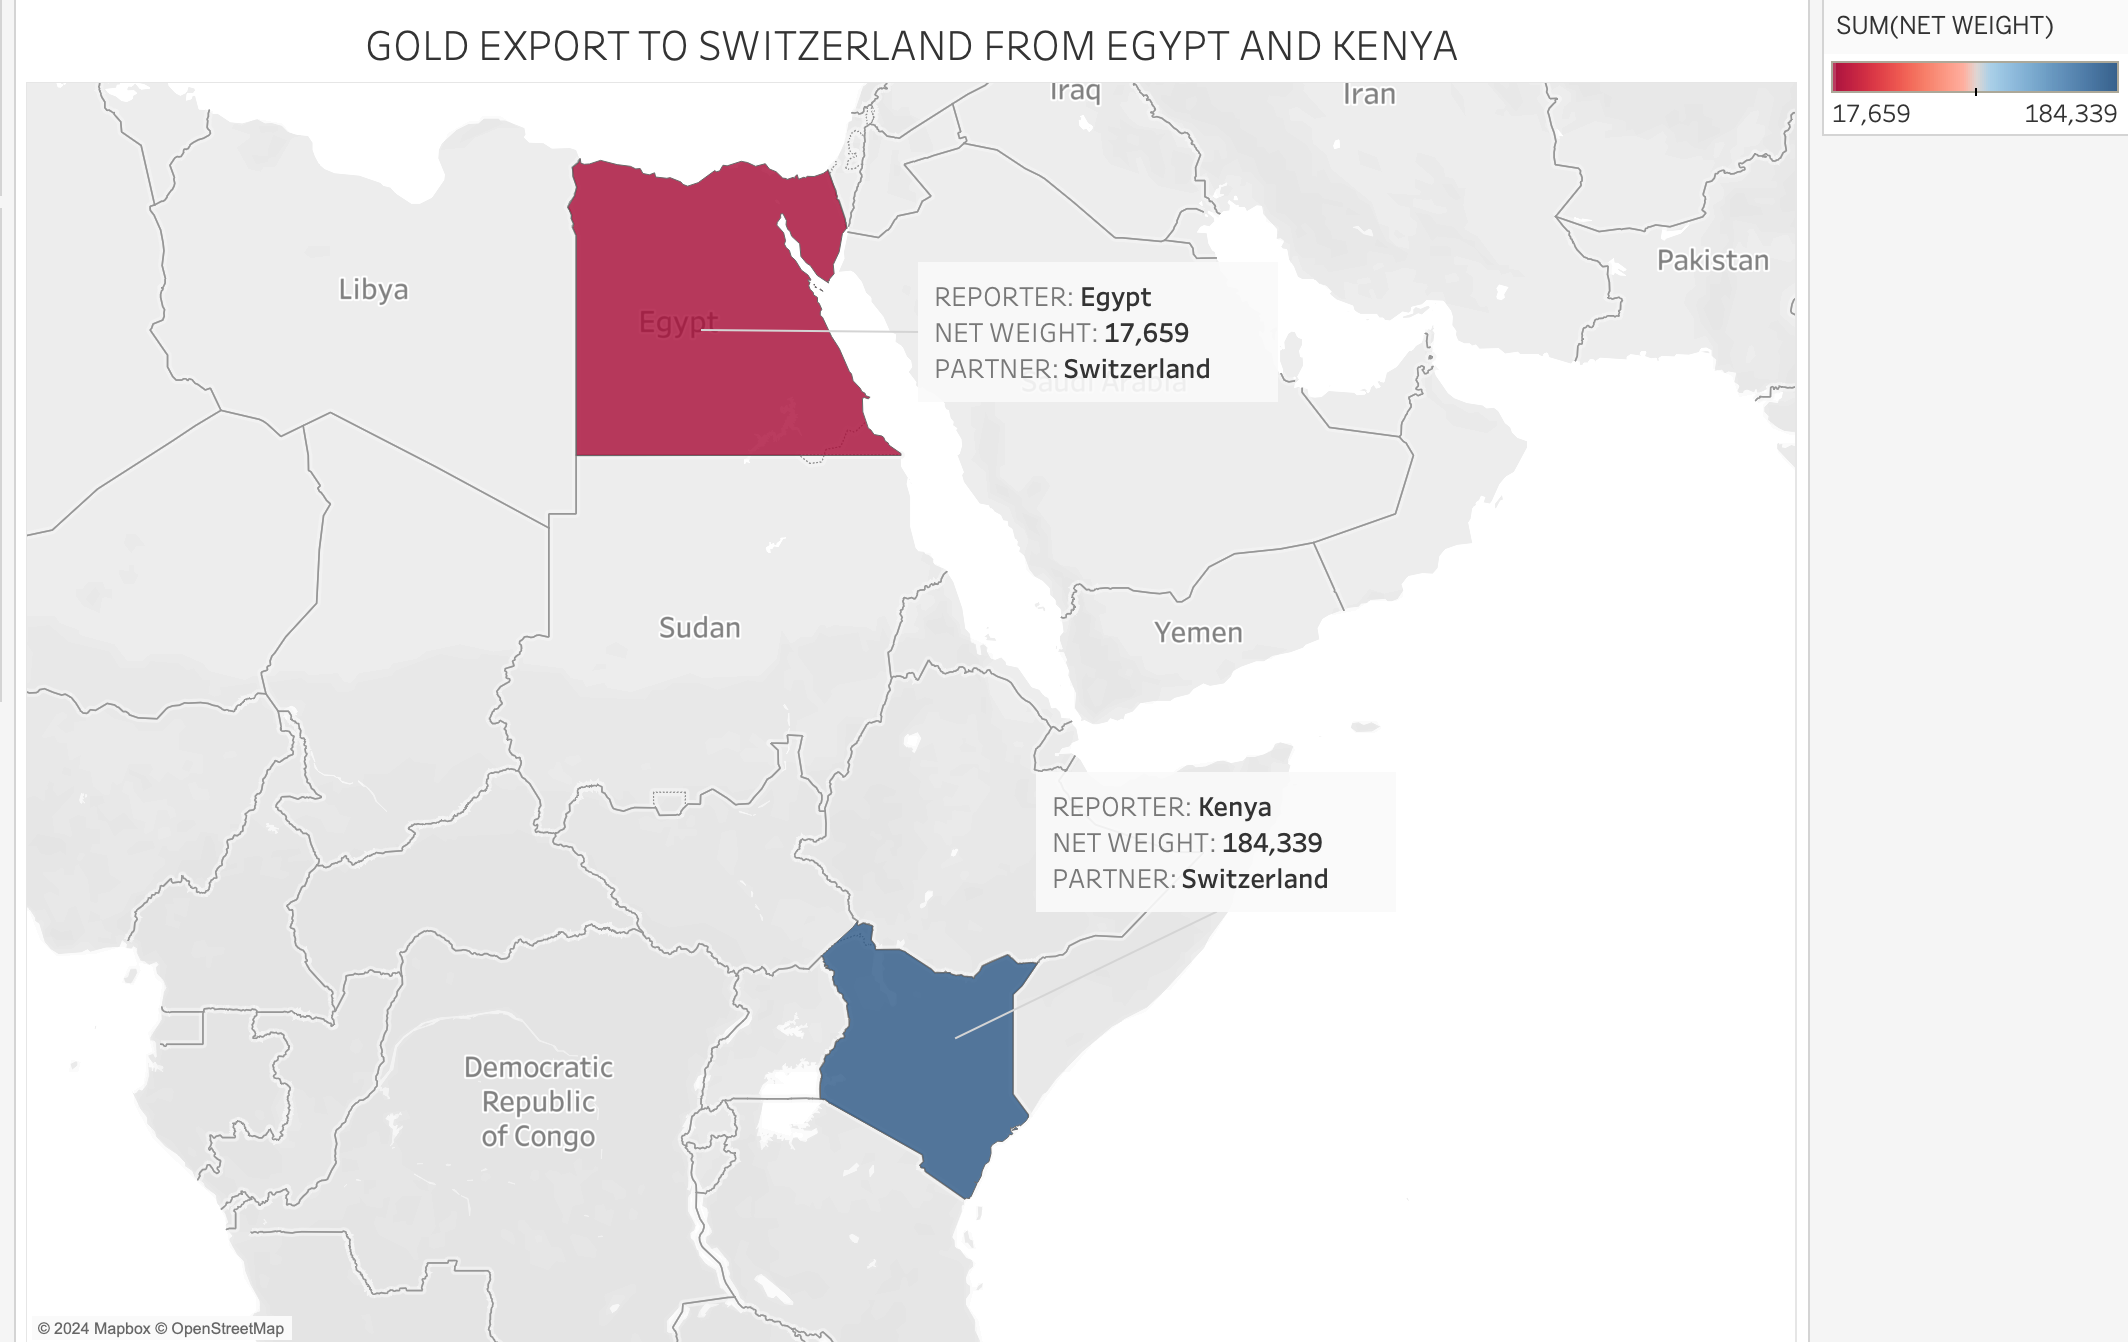 GOLD EXPORT TO SWITZERLAND FROM EGYPT AND KENYA
SUM(NET WEIGHT)
17,659 184,339
Iraq
Iran
Pakistan
Libya
Egypt
REPORTER: Egypt
NET WEIGHT: 17,659
PARTNER: Switzerland
Saudi Arabia
Sudan
Yemen
REPORTER: Kenya
NET WEIGHT: 184,339
PARTNER: Switzerland
Democratic
Republic
of Congo
© 2024 Mapbox © OpenStreetMap